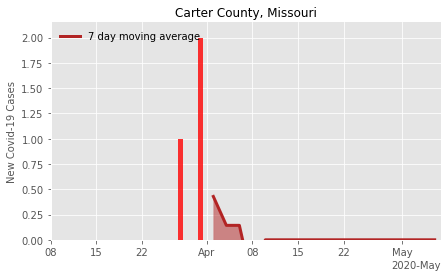 Carter County, Missouri
7 day moving average
New Covid-19 Cases
2.00
1.75
1.50
1.25
1.00
0.75
0.50
0.25
0.00
08 15 22 Apr 08 15 22 May
2020-May